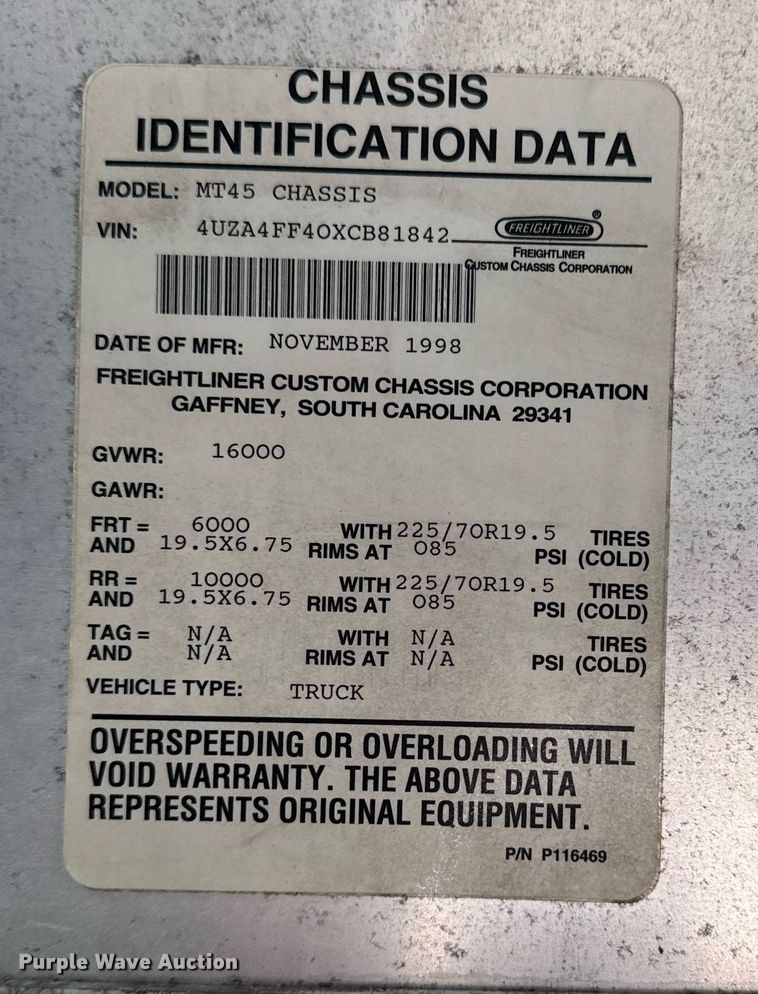 CHASSIS
IDENTIFICATION DATA
MODEL: MT45 CHASSIS
VIN: 4UZA4FF40XCB81842
FREIGHTLINER ®
FREIGHTLINER
CUSTOM CHASSIS CORPORATION
DATE OF MFR: NOVEMBER 1998
FREIGHTLINER CUSTOM CHASSIS CORPORATION
GAFFNEY, SOUTH CAROLINA 29341
GVWR: 16000
GAWR:
FRT = 6000 WITH 225/70R19.5 TIRES
AND 19.5X6.75 RIMS AT 085 PSI (COLD)
RR = 10000 WITH 225/70R19.5 TIRES
AND 19.5X6.75 RIMS AT 085 PSI (COLD)
TAG = N/A WITH N/A TIRES
AND N/A RIMS AT N/A PSI (COLD)
VEHICLE TYPE: TRUCK
OVERSPEEDING OR OVERLOADING WILL
VOID WARRANTY. THE ABOVE DATA
REPRESENTS ORIGINAL EQUIPMENT.
P/N P116469
Purple Wave Auction